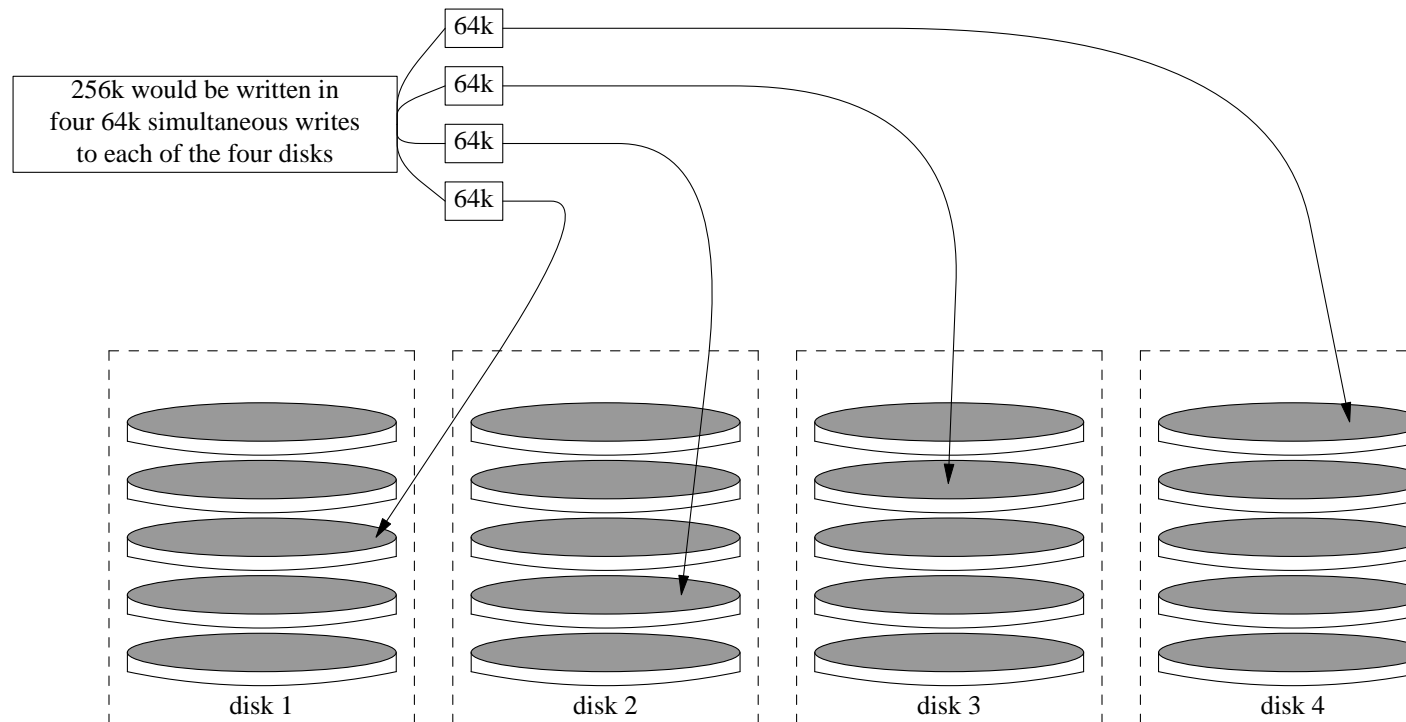 64k
256k would be written in
four 64k simultaneous writes
to each of the four disks
64k
64k
64k
disk 1
disk 2
disk 3
disk 4